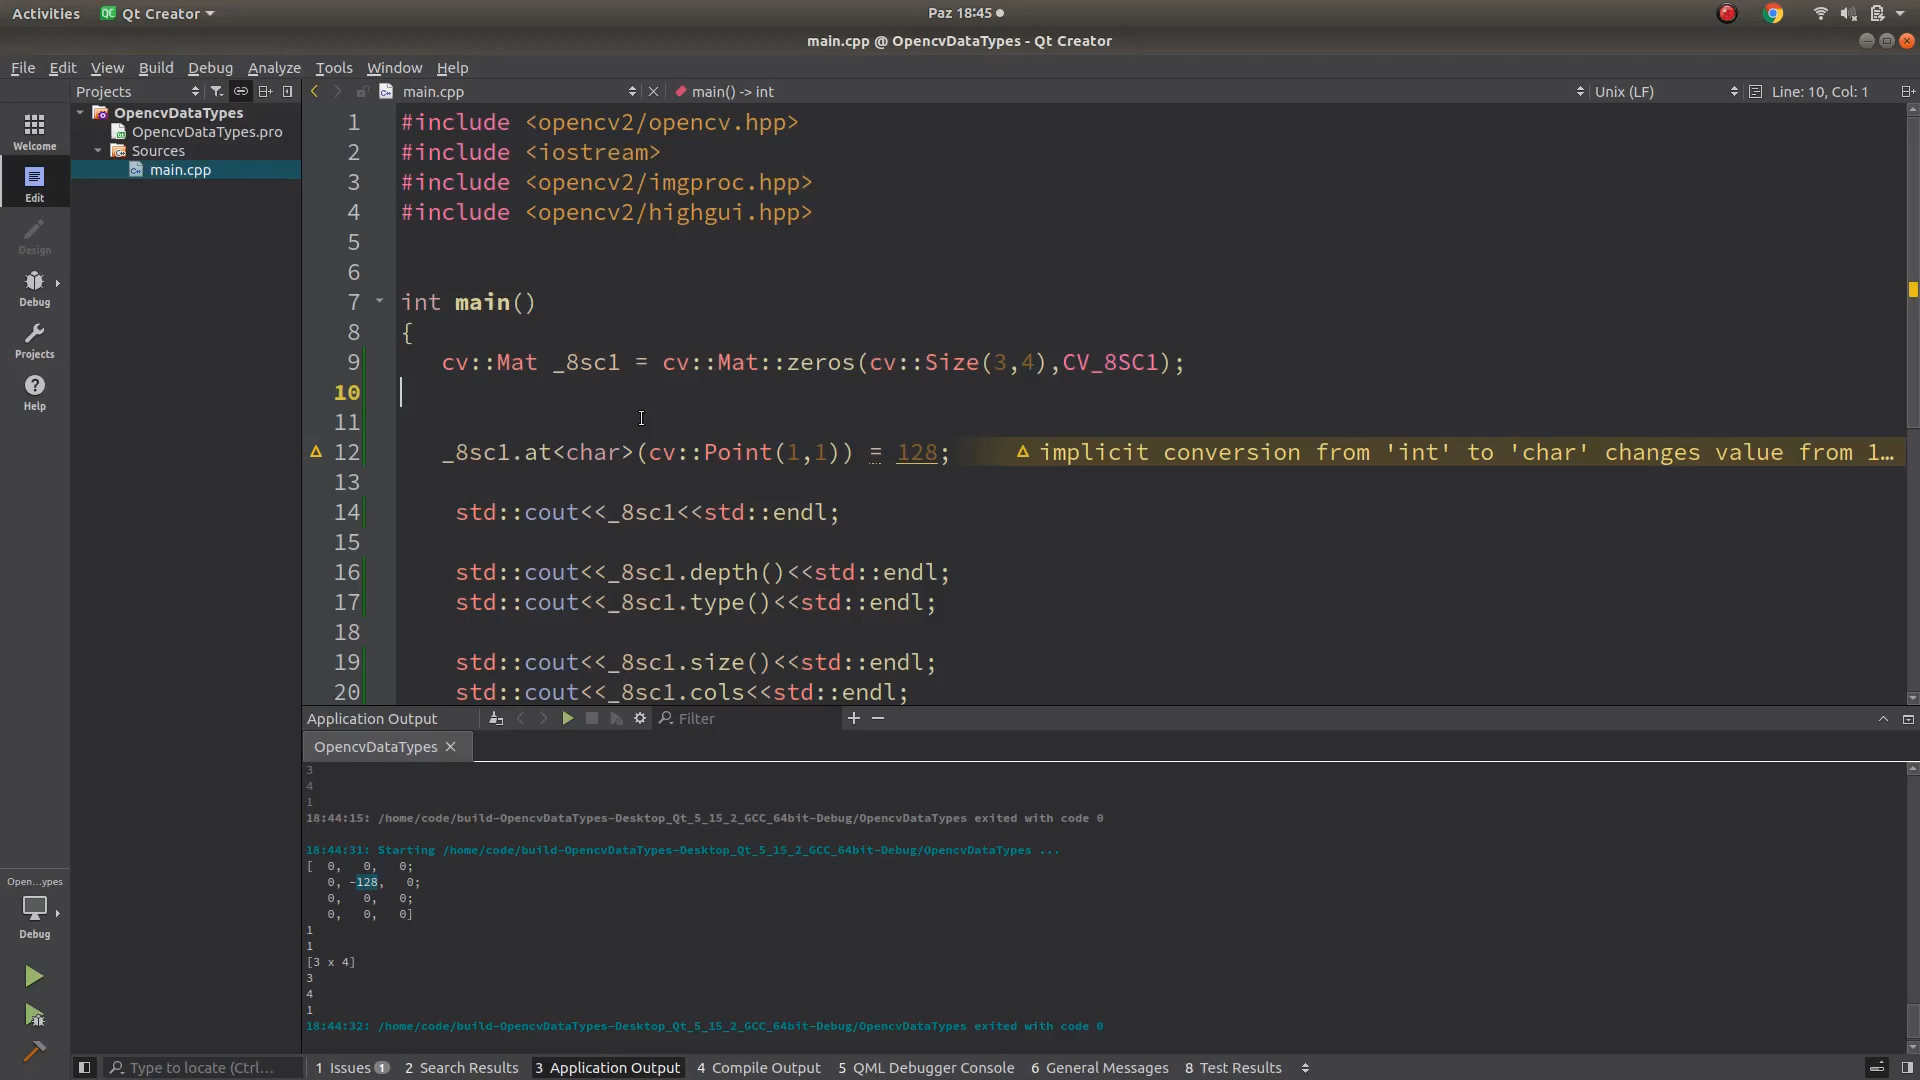 Activities Qt Creator Paz 18:45
main.cpp @ OpencvDataTypes - Qt Creator
File Edit View Build Debug Analyze Tools Window Help
Projects main.cpp main() -> int Unix (LF) Line: 10, Col: 1
OpencvDataTypes
OpencvDataTypes.pro
Sources
main.cpp
Welcome
Edit
Design
Debug
Projects
Help
1 #include <opencv2/opencv.hpp>
2 #include <iostream>
3 #include <opencv2/imgproc.hpp>
4 #include <opencv2/highgui.hpp>
5
6
7 int main()
8 {
9 cv::Mat _8sc1 = cv::Mat::zeros(cv::Size(3,4),CV_8SC1);
10
11
12 _8sc1.at<char>(cv::Point(1,1)) = 128; implicit conversion from 'int' to 'char' changes value from 1…
13
14 std::cout<<_8sc1<<std::endl;
15
16 std::cout<<_8sc1.depth()<<std::endl;
17 std::cout<<_8sc1.type()<<std::endl;
18
19 std::cout<<_8sc1.size()<<std::endl;
20 std::cout<<_8sc1.cols<<std::endl;
Application Output Filter
OpencvDataTypes
3
4
1
18:44:15: /home/code/build-OpencvDataTypes-Desktop_Qt_5_15_2_GCC_64bit-Debug/OpencvDataTypes exited with code 0
18:44:31: Starting /home/code/build-OpencvDataTypes-Desktop_Qt_5_15_2_GCC_64bit-Debug/OpencvDataTypes ...
[ 0, 0, 0;
0, -128, 0;
0, 0, 0;
0, 0, 0]
1
1
[3 x 4]
3
4
1
18:44:32: /home/code/build-OpencvDataTypes-Desktop_Qt_5_15_2_GCC_64bit-Debug/OpencvDataTypes exited with code 0
Open…ypes
Debug
Type to locate (Ctrl… 1 Issues 1 2 Search Results 3 Application Output 4 Compile Output 5 QML Debugger Console 6 General Messages 8 Test Results